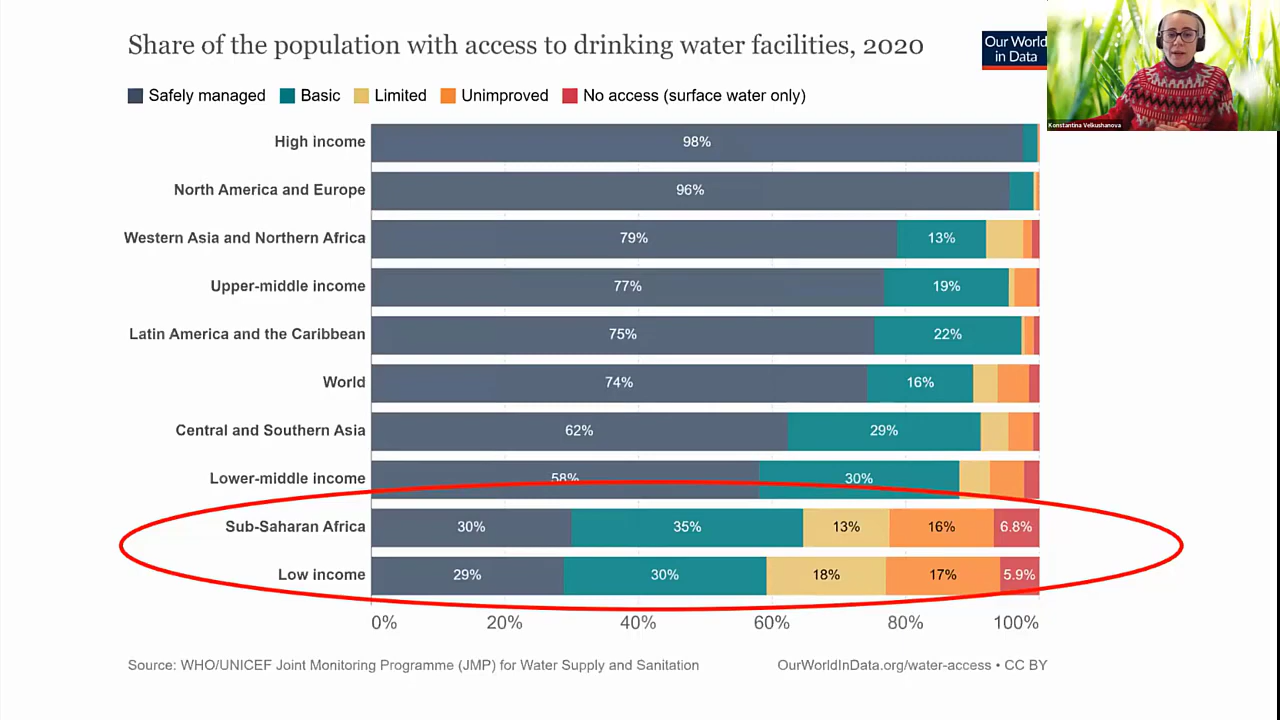 Share of the population with access to drinking water facilities, 2020
Our World
in Data
Konstantina Velkushanova
Safely managed Basic Limited Unimproved No access (surface water only)
High income 98%
North America and Europe 96%
Western Asia and Northern Africa 79% 13%
Upper-middle income 77% 19%
Latin America and the Caribbean 75% 22%
World 74% 16%
Central and Southern Asia 62% 29%
Lower-middle income 58% 30%
Sub-Saharan Africa 30% 35% 13% 16% 6.8%
Low income 29% 30% 18% 17% 5.9%
0% 20% 40% 60% 80% 100%
Source: WHO/UNICEF Joint Monitoring Programme (JMP) for Water Supply and Sanitation OurWorldInData.org/water-access • CC BY